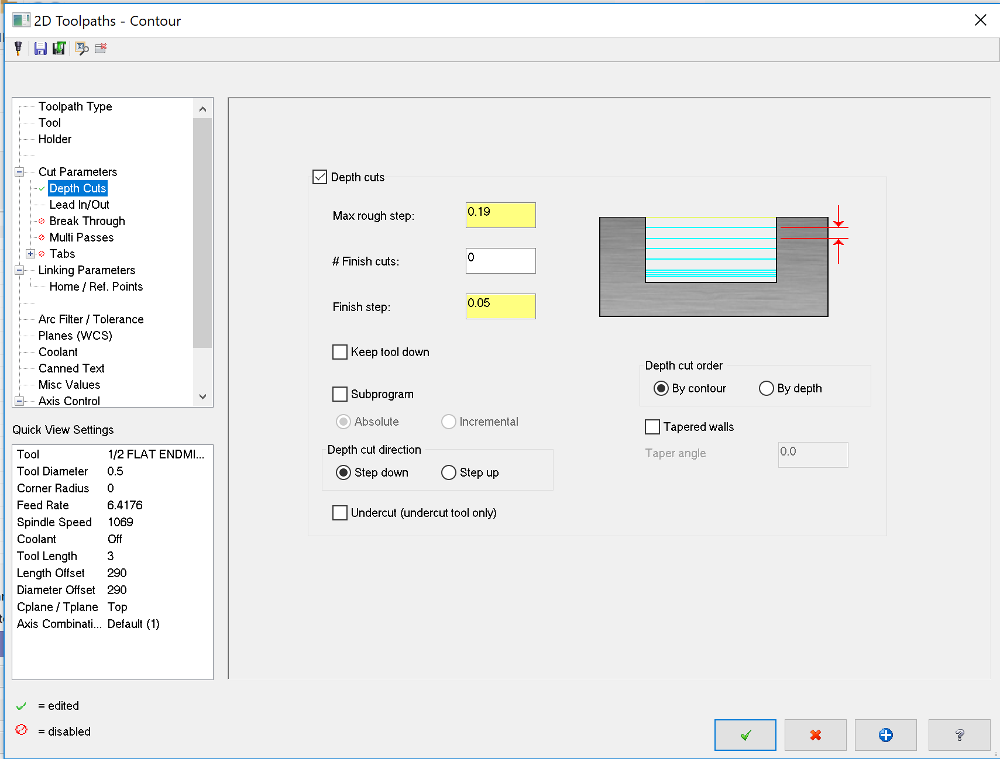 2D Toolpaths - Contour
Toolpath Type
Tool
Holder
Cut Parameters
Depth Cuts
Lead In/Out
Break Through
Multi Passes
Tabs
Linking Parameters
Home / Ref. Points
Arc Filter / Tolerance
Planes (WCS)
Coolant
Canned Text
Misc Values
Axis Control
Quick View Settings
Tool 1/2 FLAT ENDMI...
Tool Diameter 0.5
Corner Radius 0
Feed Rate 6.4176
Spindle Speed 1069
Coolant Off
Tool Length 3
Length Offset 290
Diameter Offset 290
Cplane / Tplane Top
Axis Combinati... Default (1)
= edited
= disabled
Depth cuts
Max rough step: 0.19
# Finish cuts: 0
Finish step: 0.05
Keep tool down
Subprogram
Absolute Incremental
Depth cut direction
Step down Step up
Undercut (undercut tool only)
Depth cut order
By contour By depth
Tapered walls
Taper angle 0.0
?